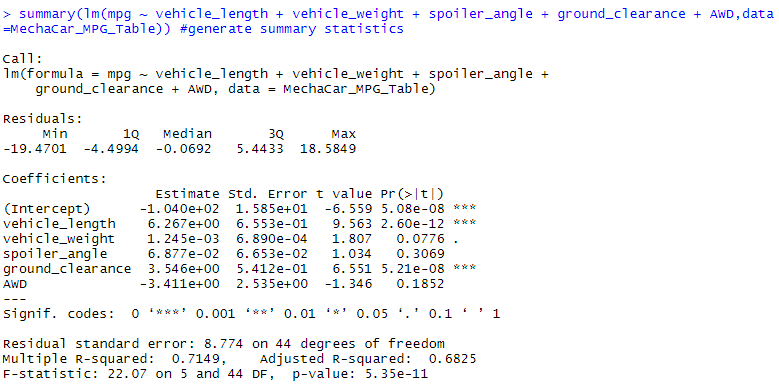 > summary(lm(mpg ~ vehicle_length + vehicle_weight + spoiler_angle + ground_clearance + AWD,data
=MechaCar_MPG_Table)) #generate summary statistics

Call:
lm(formula = mpg ~ vehicle_length + vehicle_weight + spoiler_angle +
    ground_clearance + AWD, data = MechaCar_MPG_Table)

Residuals:
     Min       1Q   Median       3Q      Max
-19.4701  -4.4994  -0.0692   5.4433  18.5849

Coefficients:
                   Estimate Std. Error t value Pr(>|t|)
(Intercept)      -1.040e+02  1.585e+01  -6.559 5.08e-08 ***
vehicle_length    6.267e+00  6.553e-01   9.563 2.60e-12 ***
vehicle_weight    1.245e-03  6.890e-04   1.807   0.0776 .
spoiler_angle     6.877e-02  6.653e-02   1.034   0.3069
ground_clearance  3.546e+00  5.412e-01   6.551 5.21e-08 ***
AWD              -3.411e+00  2.535e+00  -1.346   0.1852
---
Signif. codes:  0 ‘***’ 0.001 ‘**’ 0.01 ‘*’ 0.05 ‘.’ 0.1 ‘ ’ 1

Residual standard error: 8.774 on 44 degrees of freedom
Multiple R-squared:  0.7149,    Adjusted R-squared:  0.6825
F-statistic: 22.07 on 5 and 44 DF,  p-value: 5.35e-11